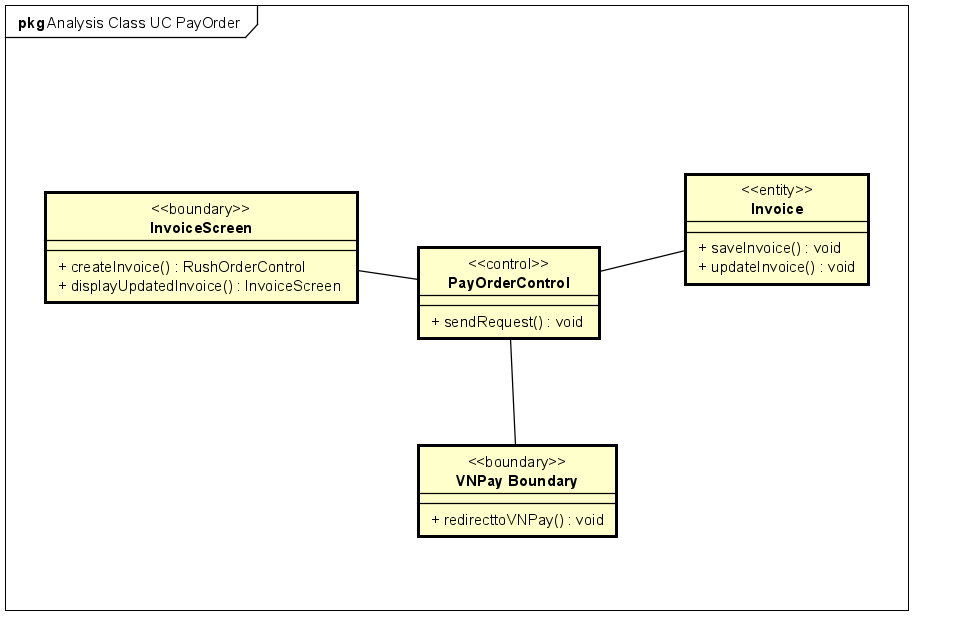 pkg Analysis Class UC PayOrder
<<boundary>>
InvoiceScreen
+ createInvoice() : RushOrderControl
+ displayUpdatedInvoice() : InvoiceScreen
<<control>>
PayOrderControl
+ sendRequest() : void
<<entity>>
Invoice
+ saveInvoice() : void
+ updateInvoice() : void
<<boundary>>
VNPay Boundary
+ redirecttoVNPay() : void